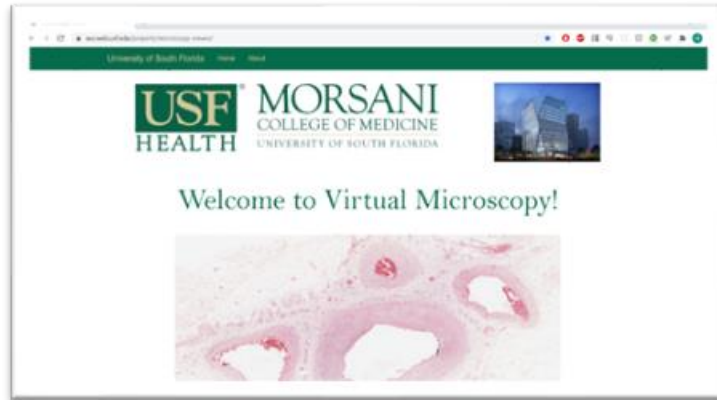 University of South Florida Home About
USF MORSANI
COLLEGE OF MEDICINE
HEALTH UNIVERSITY OF SOUTH FLORIDA
Welcome to Virtual Microscopy!